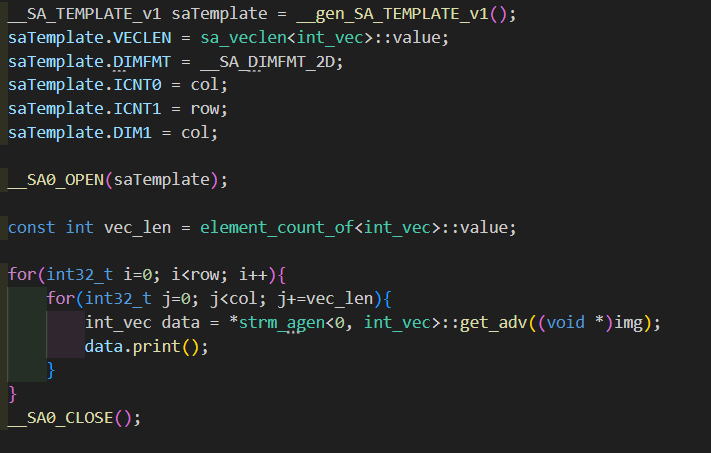 __SA_TEMPLATE_v1 saTemplate = __gen_SA_TEMPLATE_v1();
saTemplate.VECLEN = sa_veclen<int_vec>::value;
saTemplate.DIMFMT = __SA_DIMFMT_2D;
saTemplate.ICNT0 = col;
saTemplate.ICNT1 = row;
saTemplate.DIM1 = col;

__SA0_OPEN(saTemplate);

const int vec_len = element_count_of<int_vec>::value;

for(int32_t i=0; i<row; i++){
    for(int32_t j=0; j<col; j+=vec_len){
        int_vec data = *strm_agen<0, int_vec>::get_adv((void *)img);
        data.print();
    }
}
__SA0_CLOSE();